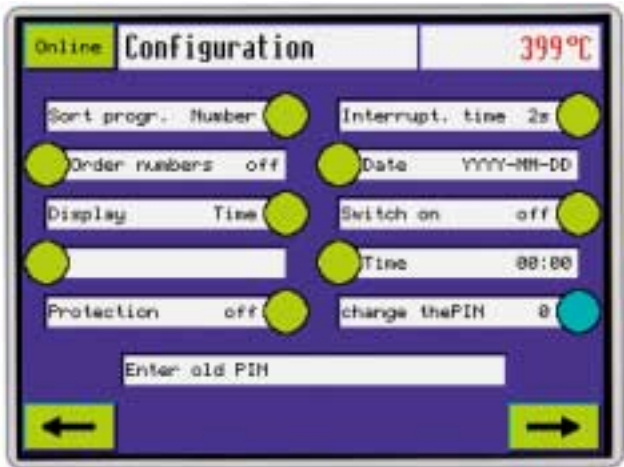 Online Configuration 399°C
Sort progr. Number Interrupt. time 2s
Order numbers off Date YYYY-MM-DD
Display Time Switch on off
Time 00:00
Protection off change thePIN 0
Enter old PIN